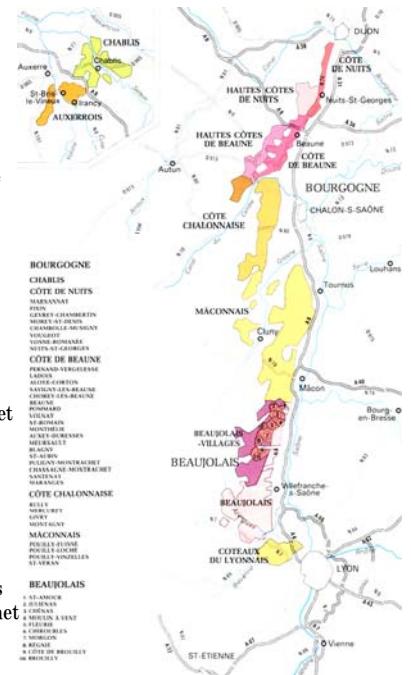 CHABLIS
Auxerre
Chablis
St-Bris
le-Vineux
Irancy
AUXERROIS
DIJON
CÔTE
DE NUITS
HAUTES CÔTES
DE NUITS
Nuits-St-Georges
HAUTES CÔTES
DE BEAUNE
Beaune
CÔTE
DE BEAUNE
Autun
BOURGOGNE
CHALON-S-SAÔNE
CÔTE
CHALONNAISE
Louhans
Tournus
MÂCONNAIS
Cluny
Mâcon
Bourg-
en-Bresse
BEAUJOLAIS
-VILLAGES
BEAUJOLAIS
Villefranche-
s-Saône
BEAUJOLAIS
COTEAUX
DU LYONNAIS
LYON
ST-ÉTIENNE
Vienne
BOURGOGNE
CHABLIS
CÔTE DE NUITS
MARSANNAY
FIXIN
GEVREY-CHAMBERTIN
MOREY-ST-DENIS
CHAMBOLLE-MUSIGNY
VOUGEOT
VOSNE-ROMANÉE
NUITS-ST-GEORGES
CÔTE DE BEAUNE
PERNAND-VERGELESSE
LADOIX
ALOXE-CORTON
SAVIGNY-LES-BEAUNE
CHOREY-LES-BEAUNE
BEAUNE
POMMARD
VOLNAY
ST-ROMAIN
MONTHÉLIE
AUXEY-DURESSES
MEURSAULT
BLAGNY
ST-AUBIN
PULIGNY-MONTRACHET
CHASSAGNE-MONTRACHET
SANTENAY
MARANGES
CÔTE CHALONNAISE
RULLY
MERCUREY
GIVRY
MONTAGNY
MÂCONNAIS
POUILLY-FUISSÉ
POUILLY-LOCHÉ
POUILLY-VINZELLES
ST-VERAN
BEAUJOLAIS
1. ST-AMOUR
2. JULIÉNAS
3. CHÉNAS
4. MOULIN À VENT
5. FLEURIE
6. CHIROUBLES
7. MORGON
8. RÉGNIÉ
9. CÔTE DE BROUILLY
10. BROUILLY
et
s
net